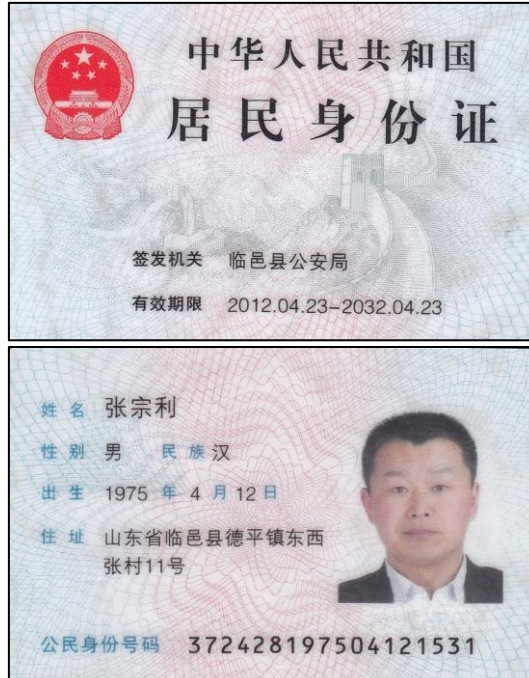 中华人民共和国
居民身份证
签发机关 临邑县公安局
有效期限 2012.04.23-2032.04.23
姓名 张宗利
性别 男 民族 汉
出生 1975 年 4 月 12 日
住址 山东省临邑县德平镇东西
张村11号
公民身份号码 372428197504121531